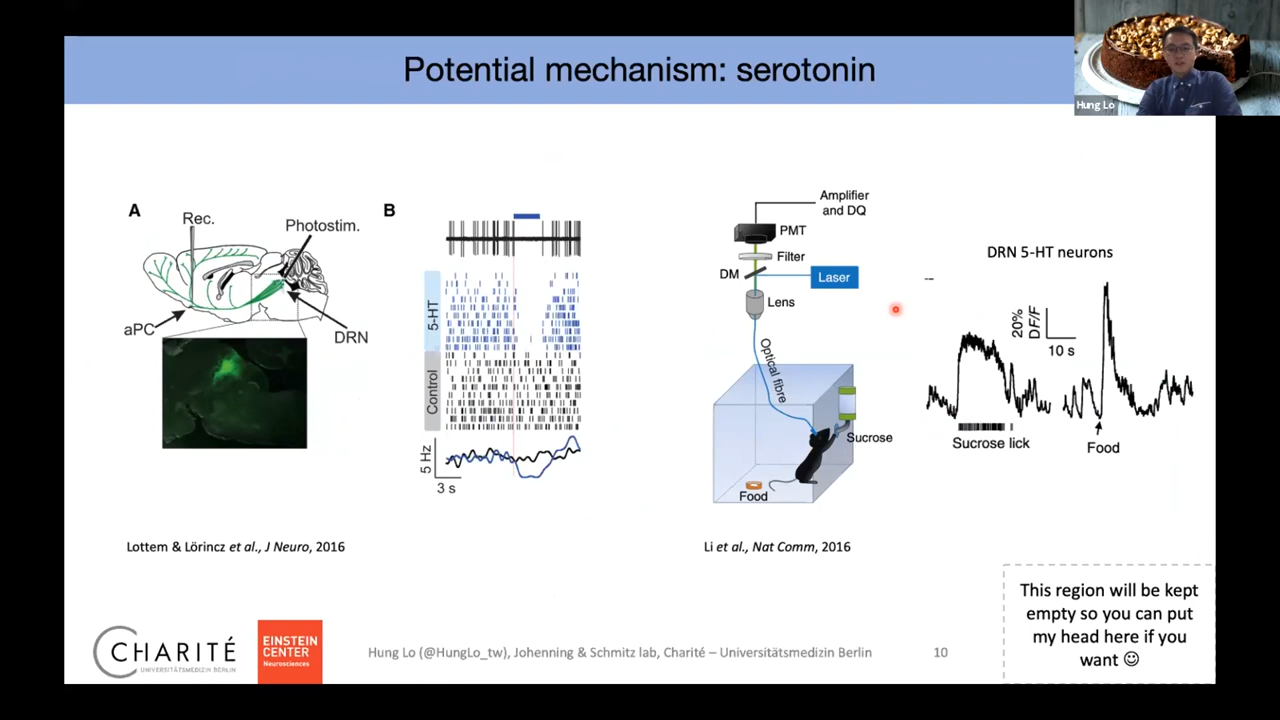 Potential mechanism: serotonin
Hung Lo
A
Rec.
Photostim.
aPC
DRN
B
5-HT
Control
5 Hz
3 s
Amplifier
and DQ
PMT
Filter
DM
Laser
Lens
Optical fibre
Sucrose
Food
DRN 5-HT neurons
20%
DF/F
10 s
Sucrose lick
Food
Lottem & Lörincz et al., J Neuro, 2016
Li et al., Nat Comm, 2016
This region will be kept
empty so you can put
my head here if you
want ☺
CHARITÉ
UNIVERSITÄTSMEDIZIN BERLIN
EINSTEIN
CENTER
Neurosciences
Hung Lo (@HungLo_tw), Johenning & Schmitz lab, Charité – Universitätsmedizin Berlin
10